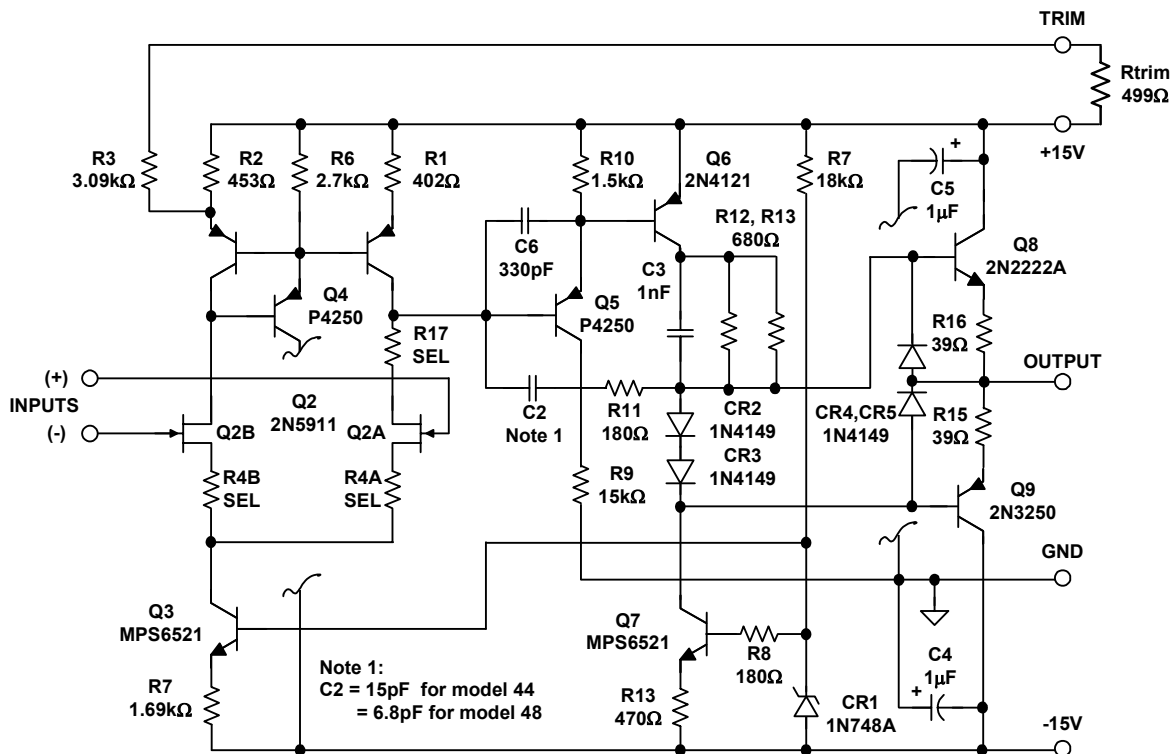 TRIM
Rtrim
499Ω
+15V
R3
3.09kΩ
R2
453Ω
R6
2.7kΩ
R1
402Ω
R10
1.5kΩ
Q6
2N4121
R7
18kΩ
C5
1μF
+
R12, R13
680Ω
C6
330pF
C3
1nF
Q8
2N2222A
Q4
P4250
Q5
P4250
R17
SEL
R16
39Ω
OUTPUT
(+)
INPUTS
(-)
Q2
2N5911
Q2B
Q2A
C2
Note 1
R11
180Ω
CR2
1N4149
CR3
1N4149
CR4,CR5
1N4149
R15
39Ω
R4B
SEL
R4A
SEL
R9
15kΩ
Q9
2N3250
GND
Q3
MPS6521
Q7
MPS6521
R8
180Ω
C4
1μF
+
R7
1.69kΩ
Note 1:
C2 = 15pF for model 44
= 6.8pF for model 48
R13
470Ω
CR1
1N748A
-15V